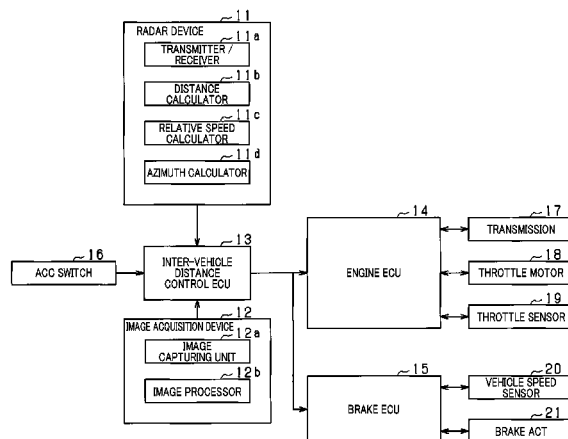 11
RADAR DEVICE
11a
TRANSMITTER /
RECEIVER
11b
DISTANCE
CALCULATOR
11c
RELATIVE SPEED
CALCULATOR
11d
AZIMUTH CALCULATOR
16
ACC SWITCH
13
INTER-VEHICLE
DISTANCE
CONTROL ECU
12
IMAGE ACQUISITION DEVICE
12a
IMAGE
CAPTURING UNIT
12b
IMAGE PROCESSOR
14
ENGINE ECU
15
BRAKE ECU
17
TRANSMISSION
18
THROTTLE MOTOR
19
THROTTLE SENSOR
20
VEHICLE SPEED
SENSOR
21
BRAKE ACT